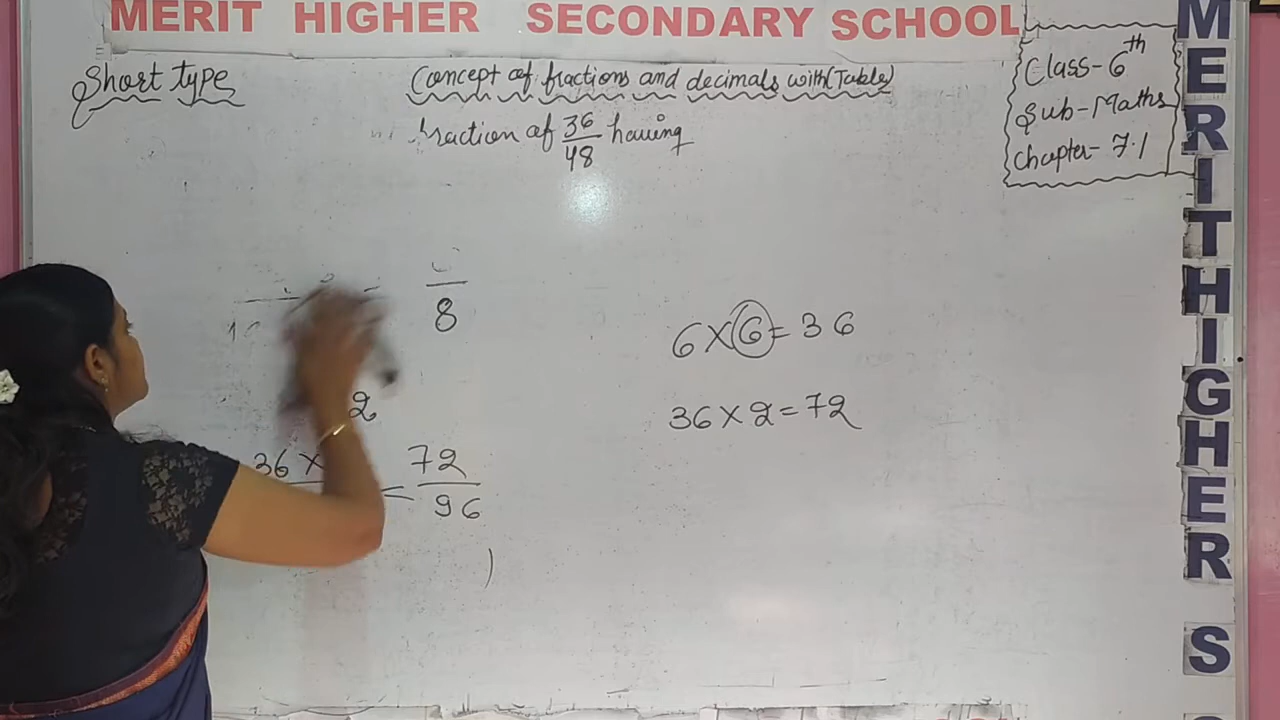 MERIT HIGHER SECONDARY SCHOOL
Short type
Concept of fractions and decimals with (Table)
Class-6th
Sub-Maths
Chapter-7.1
fraction of 36/48 having
8
6×6=36
2
36×2=72
36× = 72/96
MERIT HIGHER S